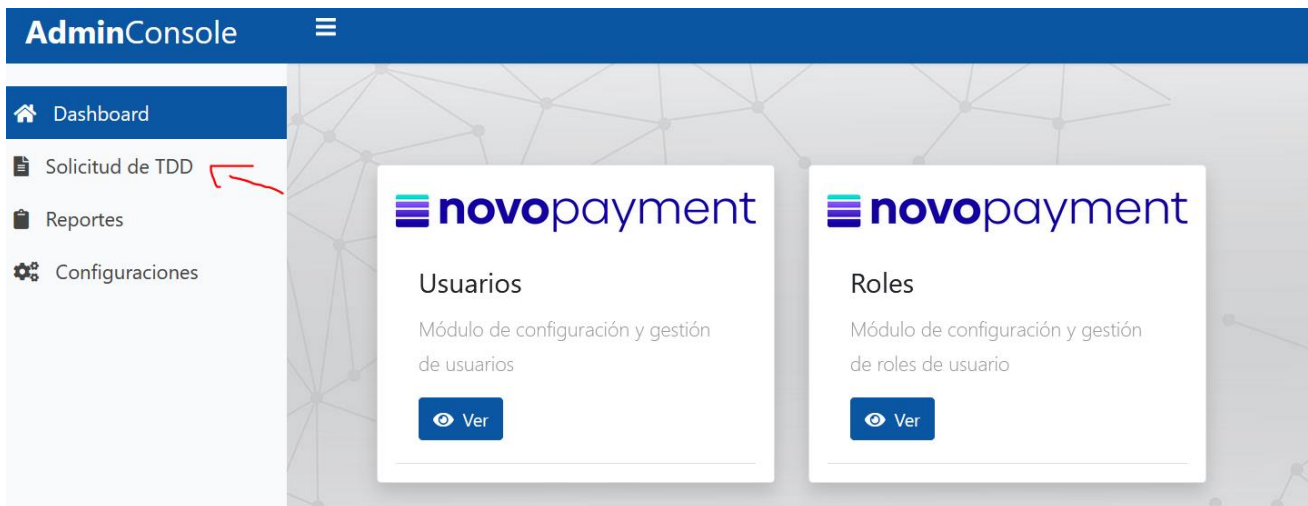 AdminConsole
Dashboard
Solicitud de TDD
Reportes
Configuraciones
novopayment
Usuarios
Módulo de configuración y gestión
de usuarios
Ver
novopayment
Roles
Módulo de configuración y gestión
de roles de usuario
Ver